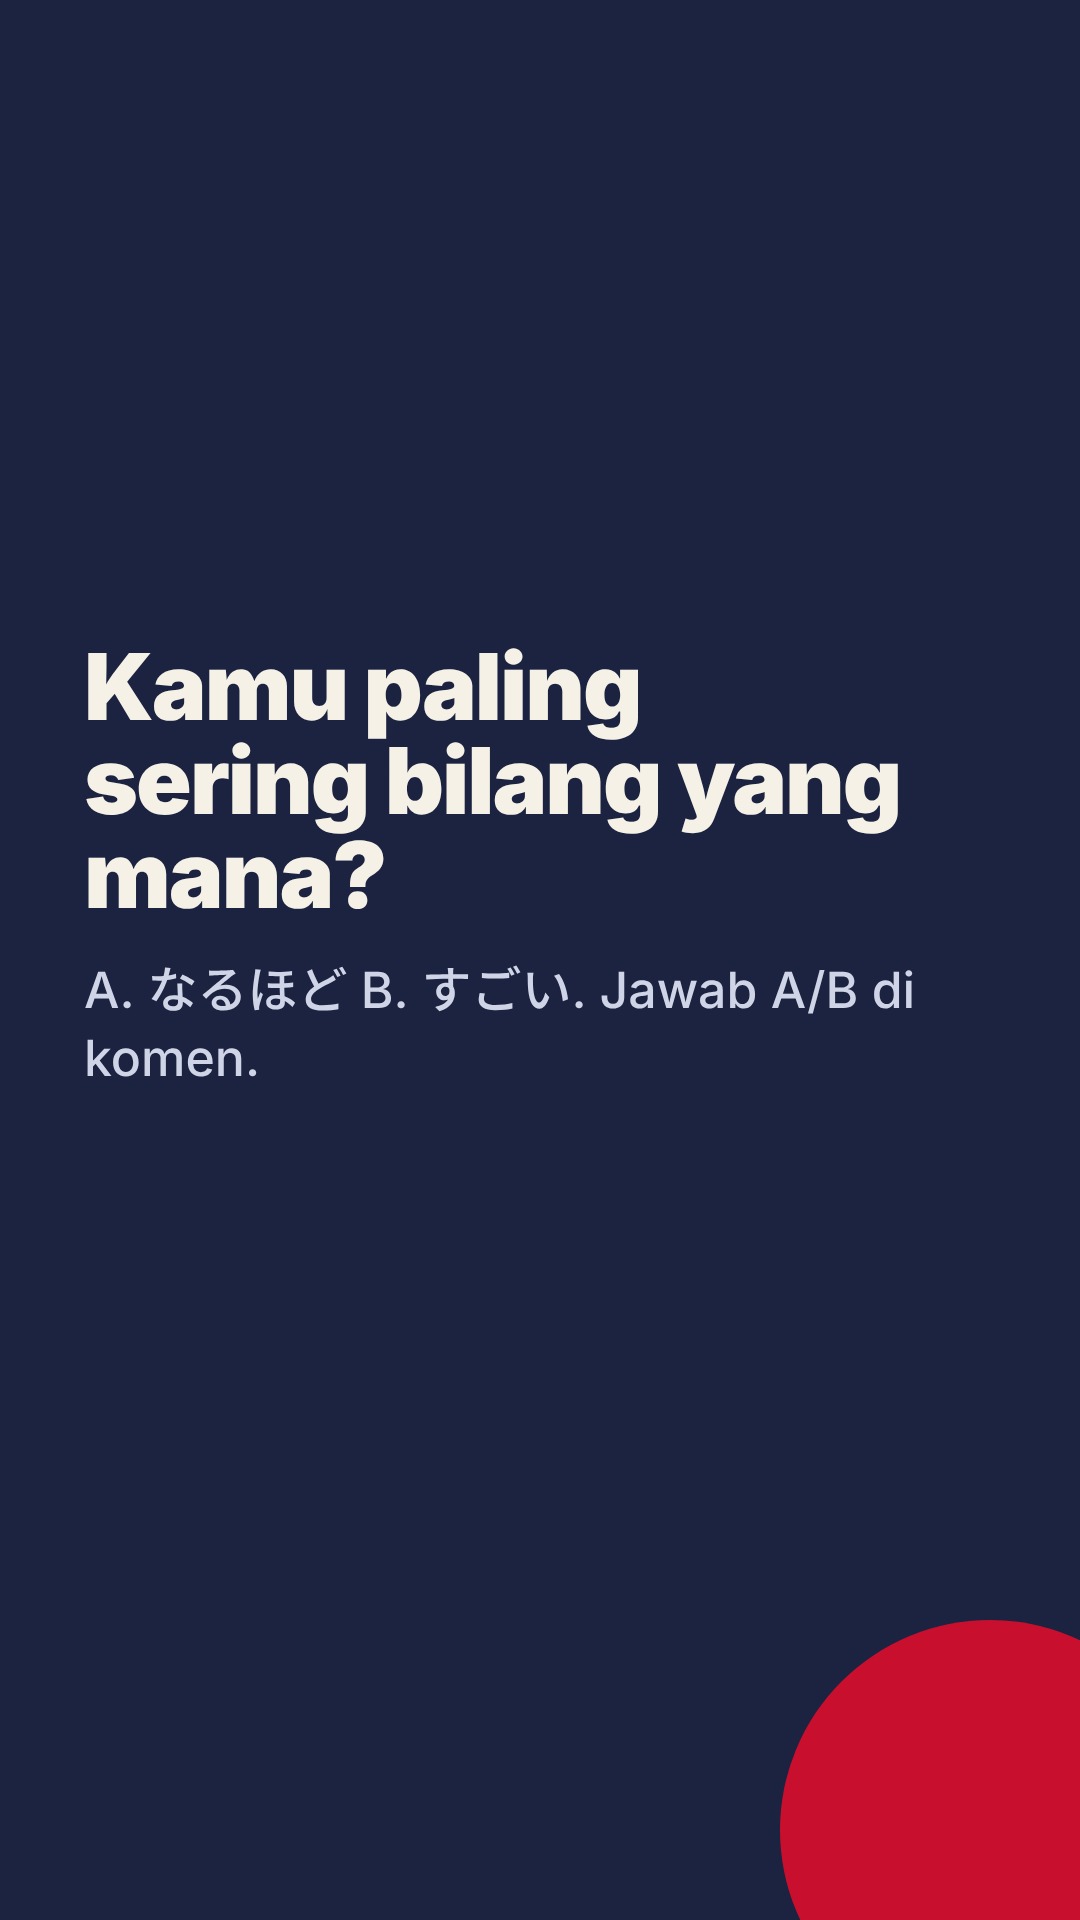 Kamu paling
sering bilang yang
mana?
A. なるほど B. すごい. Jawab A/B di
komen.